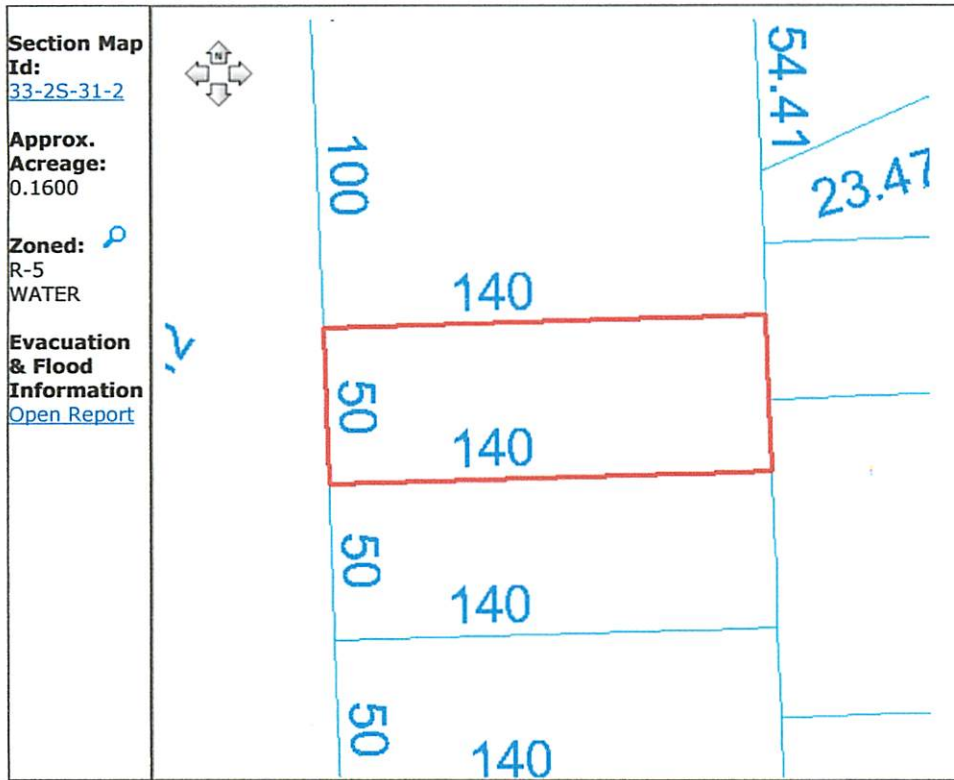 Section Map
Id:
33-2S-31-2
Approx.
Acreage:
0.1600
Zoned:
R-5
WATER
Evacuation
& Flood
Information
Open Report
N
54.41
100
23.47
140
50
140
50
140
50
140